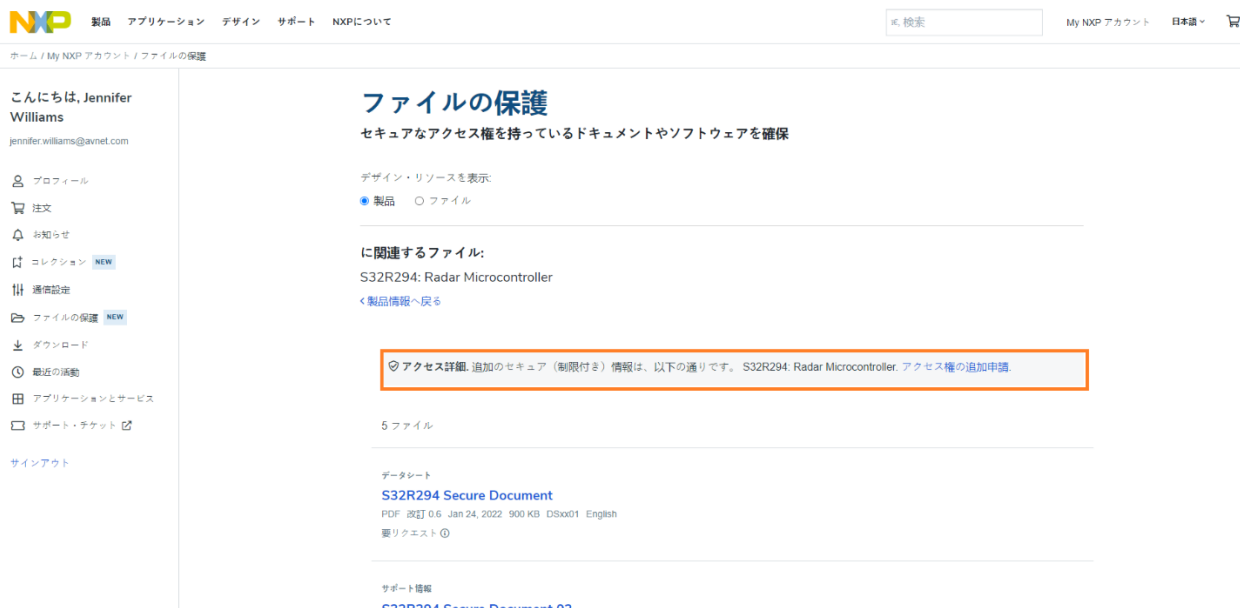 NXP 製品 アプリケーション デザイン サポート NXPについて 検索 My NXP アカウント 日本語
ホーム / My NXP アカウント / ファイルの保護
こんにちは, Jennifer
Williams
jennifer.williams@avnet.com
プロフィール
注文
お知らせ
コレクション NEW
通信設定
ファイルの保護 NEW
ダウンロード
最近の活動
アプリケーションとサービス
サポート・チケット
サインアウト
ファイルの保護
セキュアなアクセス権を持っているドキュメントやソフトウェアを確保
デザイン・リソースを表示:
製品 ファイル
に関連するファイル:
S32R294: Radar Microcontroller
製品情報へ戻る
アクセス詳細. 追加のセキュア（制限付き）情報は、以下の通りです。 S32R294: Radar Microcontroller. アクセス権の追加申請.
5 ファイル
データシート
S32R294 Secure Document
PDF 改訂 0.6 Jan 24, 2022 900 KB DSxx01 English
要リクエスト
サポート情報
S32R294 Secure Document 02